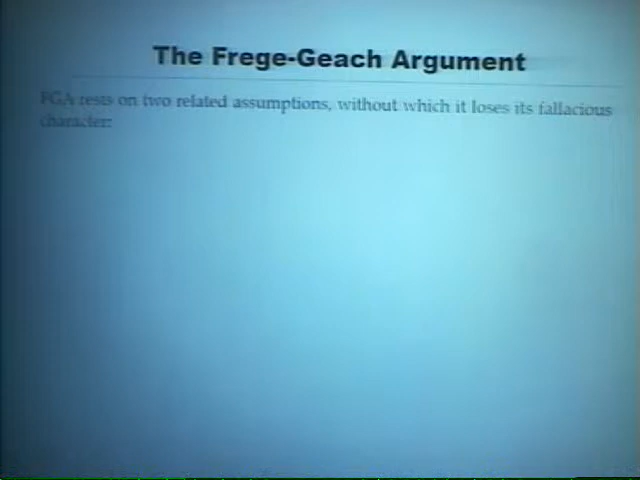 The Frege-Geach Argument
FGA rests on two related assumptions, without which it loses its fallacious
character: